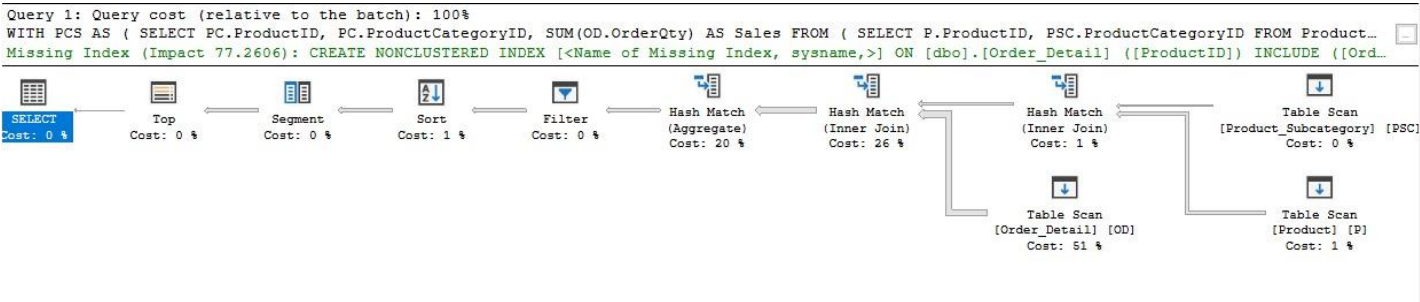 Query 1: Query cost (relative to the batch): 100%
WITH PCS AS ( SELECT PC.ProductID, PC.ProductCategoryID, SUM(OD.OrderQty) AS Sales FROM ( SELECT P.ProductID, PSC.ProductCategoryID FROM Product…
Missing Index (Impact 77.2606): CREATE NONCLUSTERED INDEX [<Name of Missing Index, sysname,>] ON [dbo].[Order_Detail] ([ProductID]) INCLUDE ([Ord…
SELECT
Cost: 0 %
Top
Cost: 0 %
Segment
Cost: 0 %
Sort
Cost: 1 %
Filter
Cost: 0 %
Hash Match
(Aggregate)
Cost: 20 %
Hash Match
(Inner Join)
Cost: 26 %
Hash Match
(Inner Join)
Cost: 1 %
Table Scan
[Product_Subcategory] [PSC]
Cost: 0 %
Table Scan
[Order_Detail] [OD]
Cost: 51 %
Table Scan
[Product] [P]
Cost: 1 %